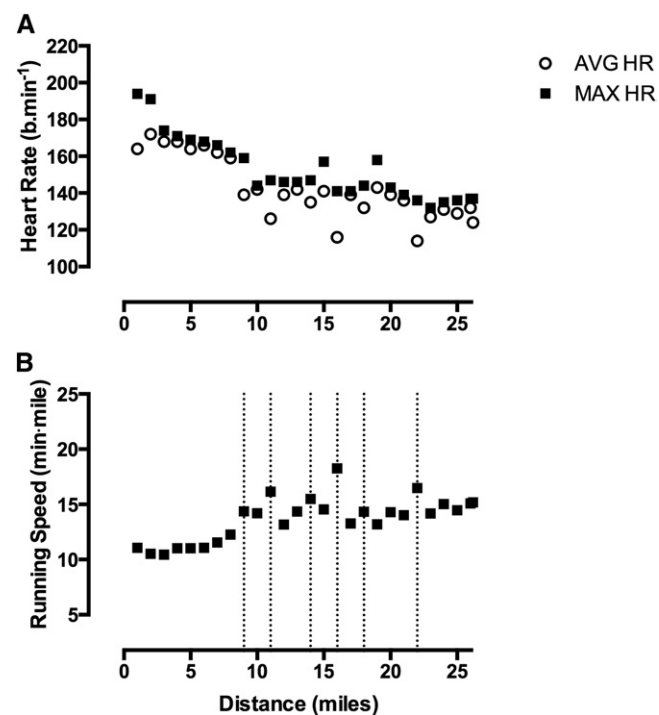 A
Heart Rate (b.min⁻¹)
220
200
180
160
140
120
100
0 5 10 15 20 25
AVG HR
MAX HR
B
Running Speed (min·mile)
25
20
15
10
5
0 5 10 15 20 25
Distance (miles)